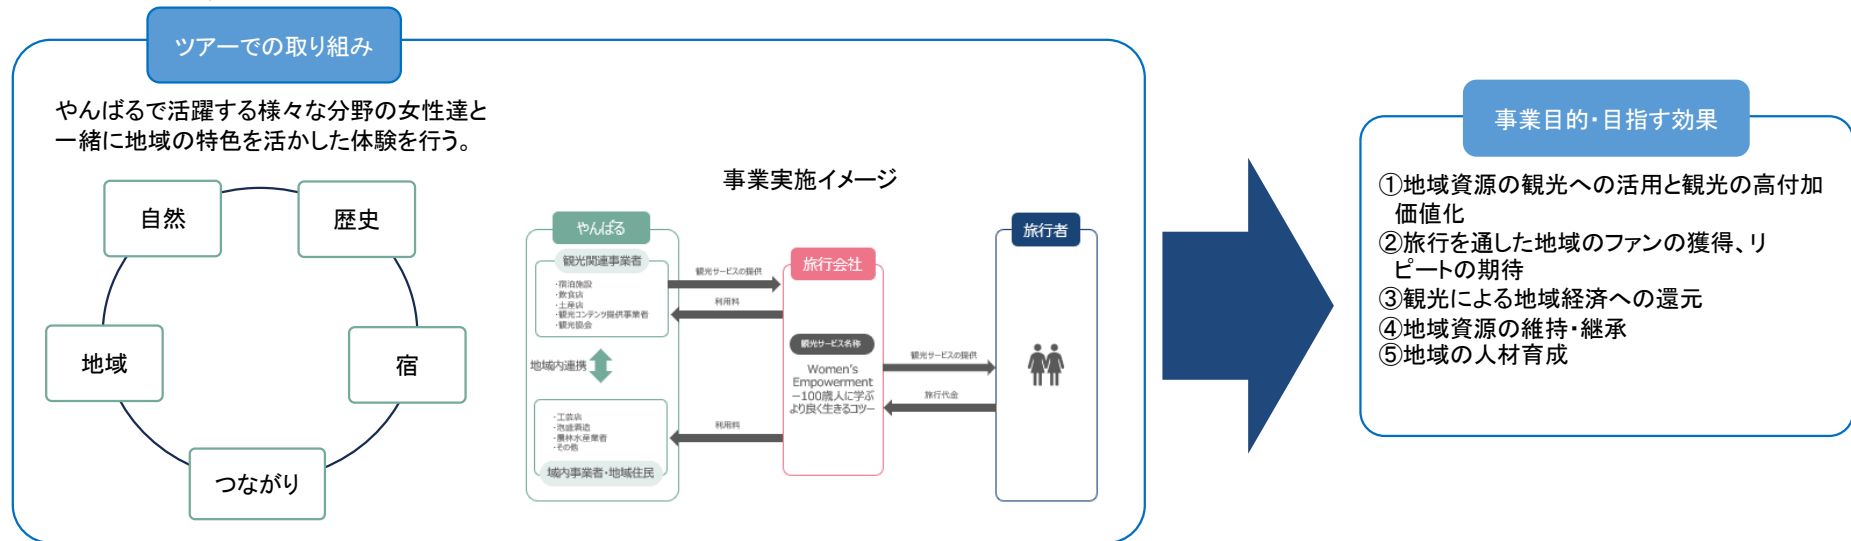 ツアーでの取り組み
やんばるで活躍する様々な分野の女性達と
一緒に地域の特色を活かした体験を行う。
自然
歴史
地域
宿
つながり
事業実施イメージ
やんばる
観光関連事業者
・宿泊施設
・飲食店
・土産店
・観光コンテンツ提供事業者
・観光協会
地域内連携
・工芸店
・泡盛酒造
・農林水産業者
・その他
域内事業者・地域住民
観光サービスの提供
利用料
利用料
旅行会社
観光サービス名称
Women's
Empowerment
－100歳人に学ぶ
より良く生きるコツー
観光サービスの提供
旅行代金
旅行者
事業目的・目指す効果
①地域資源の観光への活用と観光の高付加
価値化
②旅行を通した地域のファンの獲得、リ
ピートの期待
③観光による地域経済への還元
④地域資源の維持・継承
⑤地域の人材育成